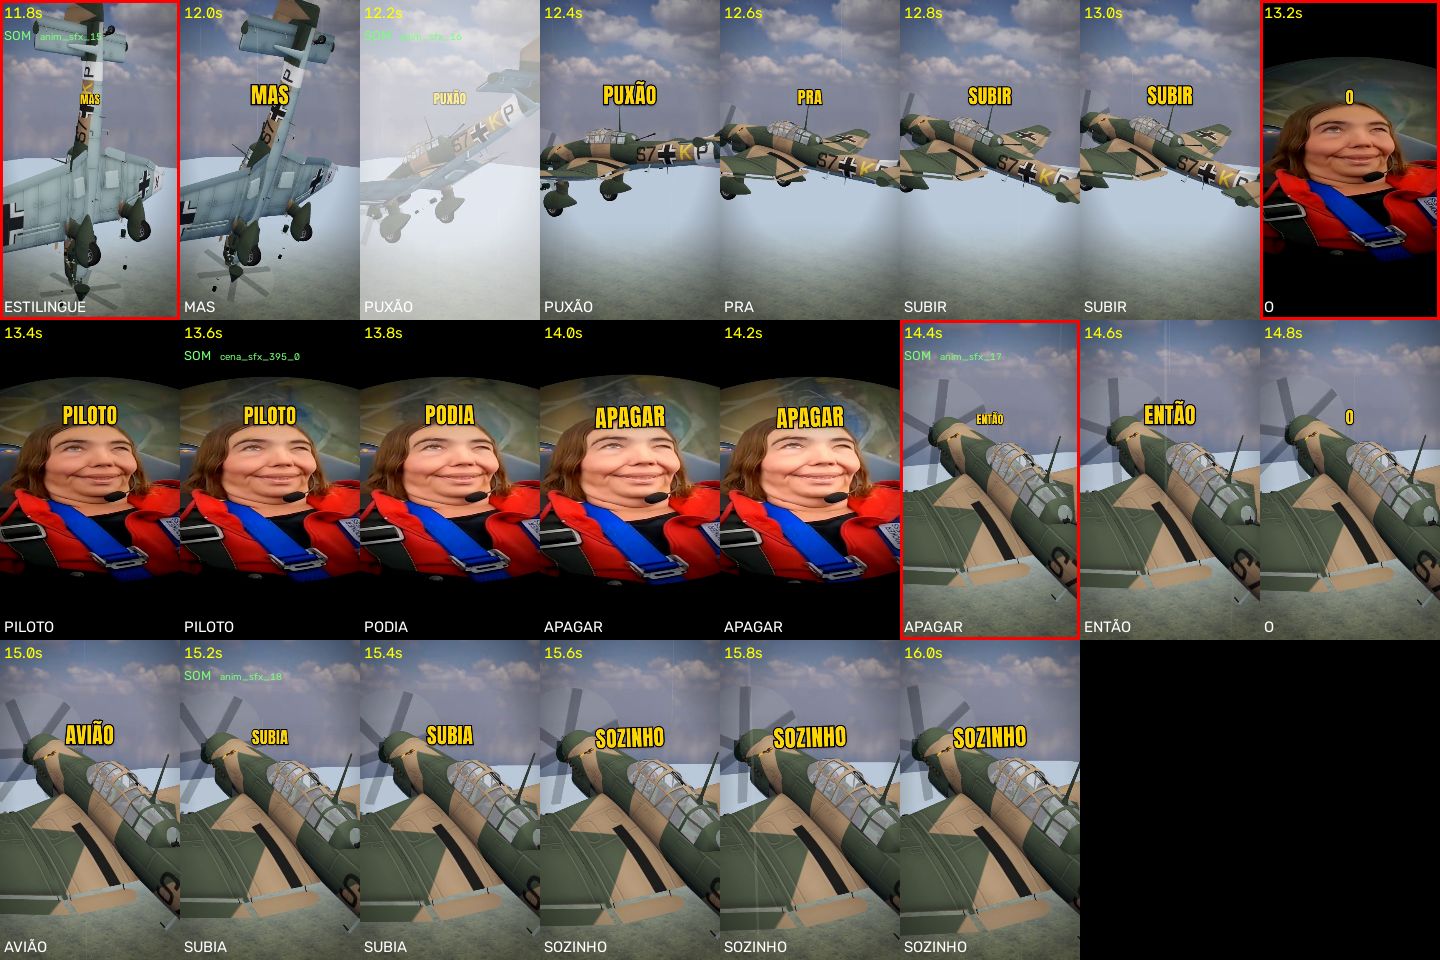 11.8s
SOM anim_sfx_15
MAS
ESTILINGUE
12.0s
MAS
MAS
12.2s
SOM anim_sfx_16
PUXÃO
PUXÃO
12.4s
PUXÃO
S7 K P
PUXÃO
12.6s
PRA
PRA
12.8s
SUBIR
SUBIR
13.0s
SUBIR
SUBIR
13.2s
O
O
13.4s
PILOTO
PILOTO
13.6s
SOM cena_sfx_395_0
PILOTO
PILOTO
13.8s
PODIA
PODIA
14.0s
APAGAR
APAGAR
14.2s
APAGAR
APAGAR
14.4s
SOM anim_sfx_17
ENTÃO
APAGAR
14.6s
ENTÃO
ENTÃO
14.8s
O
O
15.0s
AVIÃO
AVIÃO
15.2s
SOM anim_sfx_18
SUBIA
SUBIA
15.4s
SUBIA
SUBIA
15.6s
SOZINHO
SOZINHO
15.8s
SOZINHO
SOZINHO
16.0s
SOZINHO
SOZINHO